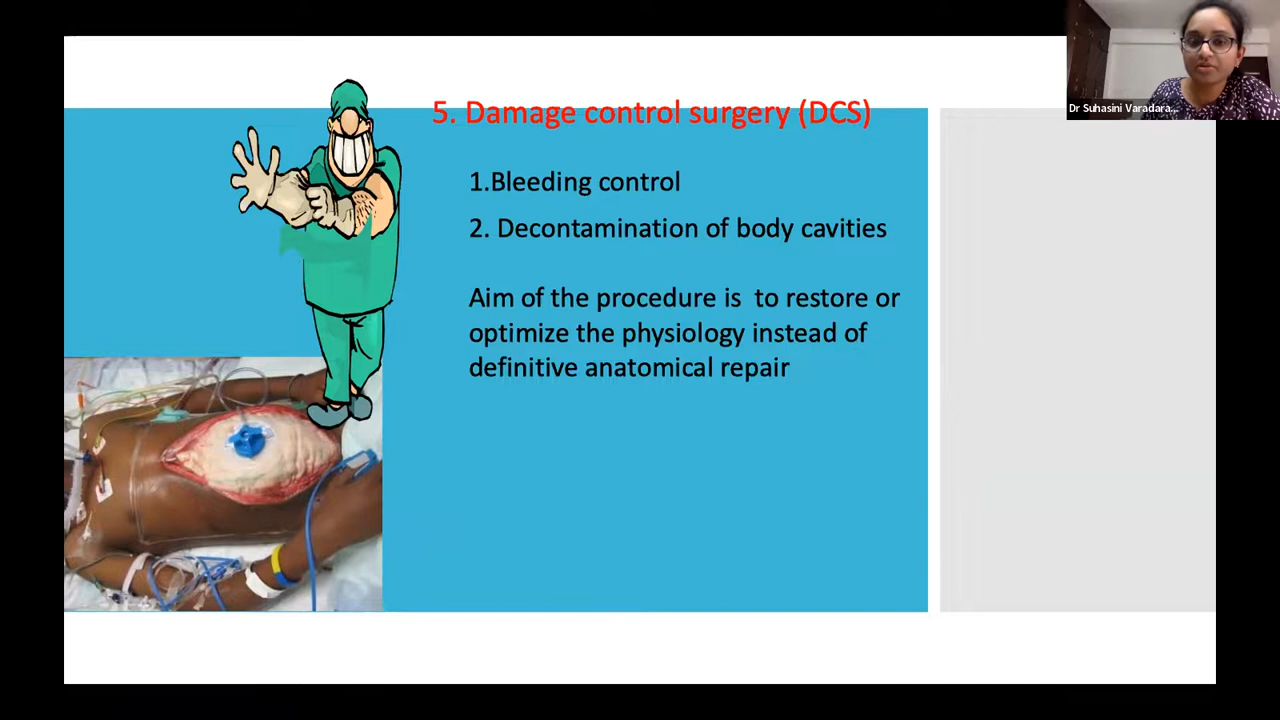 Dr Suhasini Varadara...
5. Damage control surgery (DCS)
1.Bleeding control
2. Decontamination of body cavities
Aim of the procedure is to restore or
optimize the physiology instead of
definitive anatomical repair